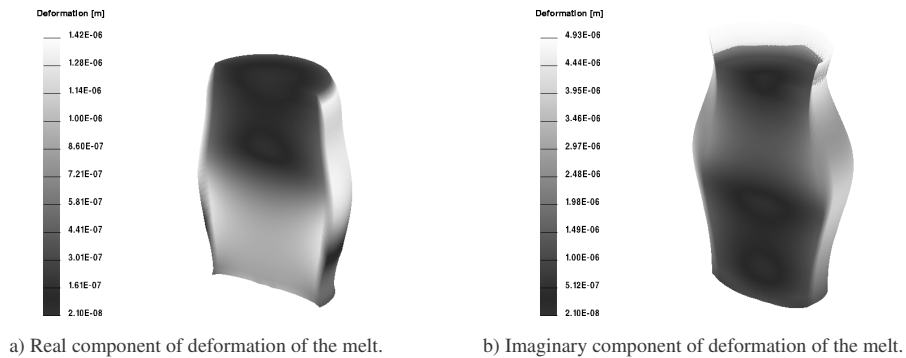 Deformation [m]
1.42E-06
1.28E-06
1.14E-06
1.00E-06
8.60E-07
7.21E-07
5.81E-07
4.41E-07
3.01E-07
1.61E-07
2.10E-08
Deformation [m]
4.93E-06
4.44E-06
3.95E-06
3.46E-06
2.97E-06
2.48E-06
1.98E-06
1.49E-06
1.00E-06
5.12E-07
2.10E-08
a) Real component of deformation of the melt.
b) Imaginary component of deformation of the melt.